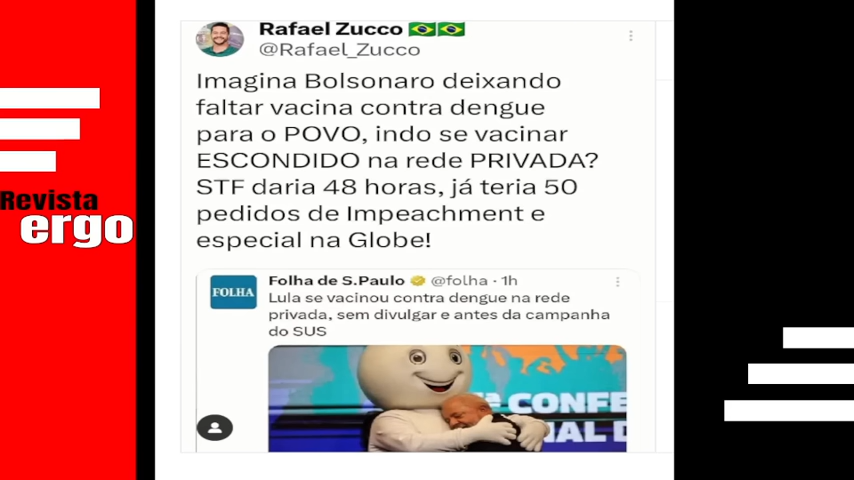 Rafael Zucco
@Rafael_Zucco
Imagina Bolsonaro deixando
faltar vacina contra dengue
para o POVO, indo se vacinar
ESCONDIDO na rede PRIVADA?
STF daria 48 horas, já teria 50
pedidos de Impeachment e
especial na Globe!
Revista
ergo
FOLHA
Folha de S.Paulo @folha · 1h
Lula se vacinou contra dengue na rede
privada, sem divulgar e antes da campanha
do SUS
ª CONFE
AL D